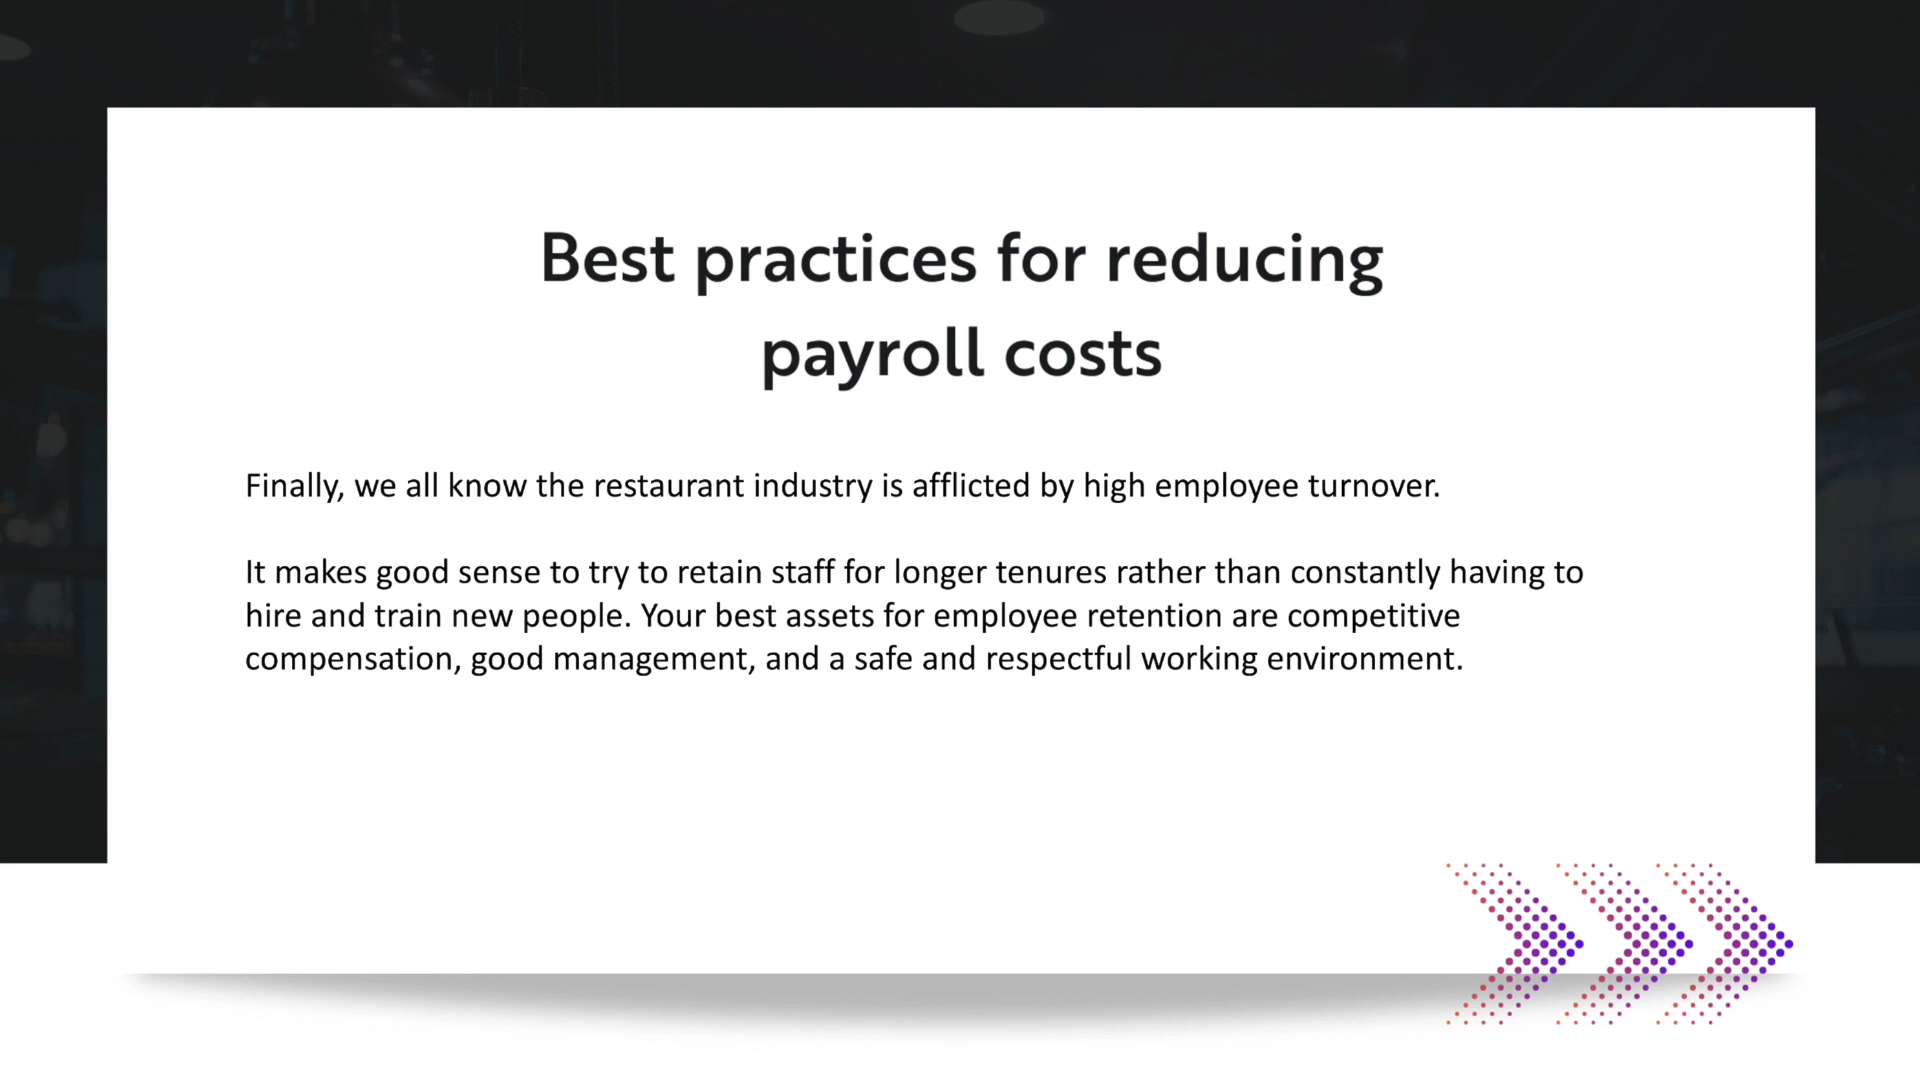 Best practices for reducing
payroll costs
Finally, we all know the restaurant industry is afflicted by high employee turnover.
It makes good sense to try to retain staff for longer tenures rather than constantly having to
hire and train new people. Your best assets for employee retention are competitive
compensation, good management, and a safe and respectful working environment.